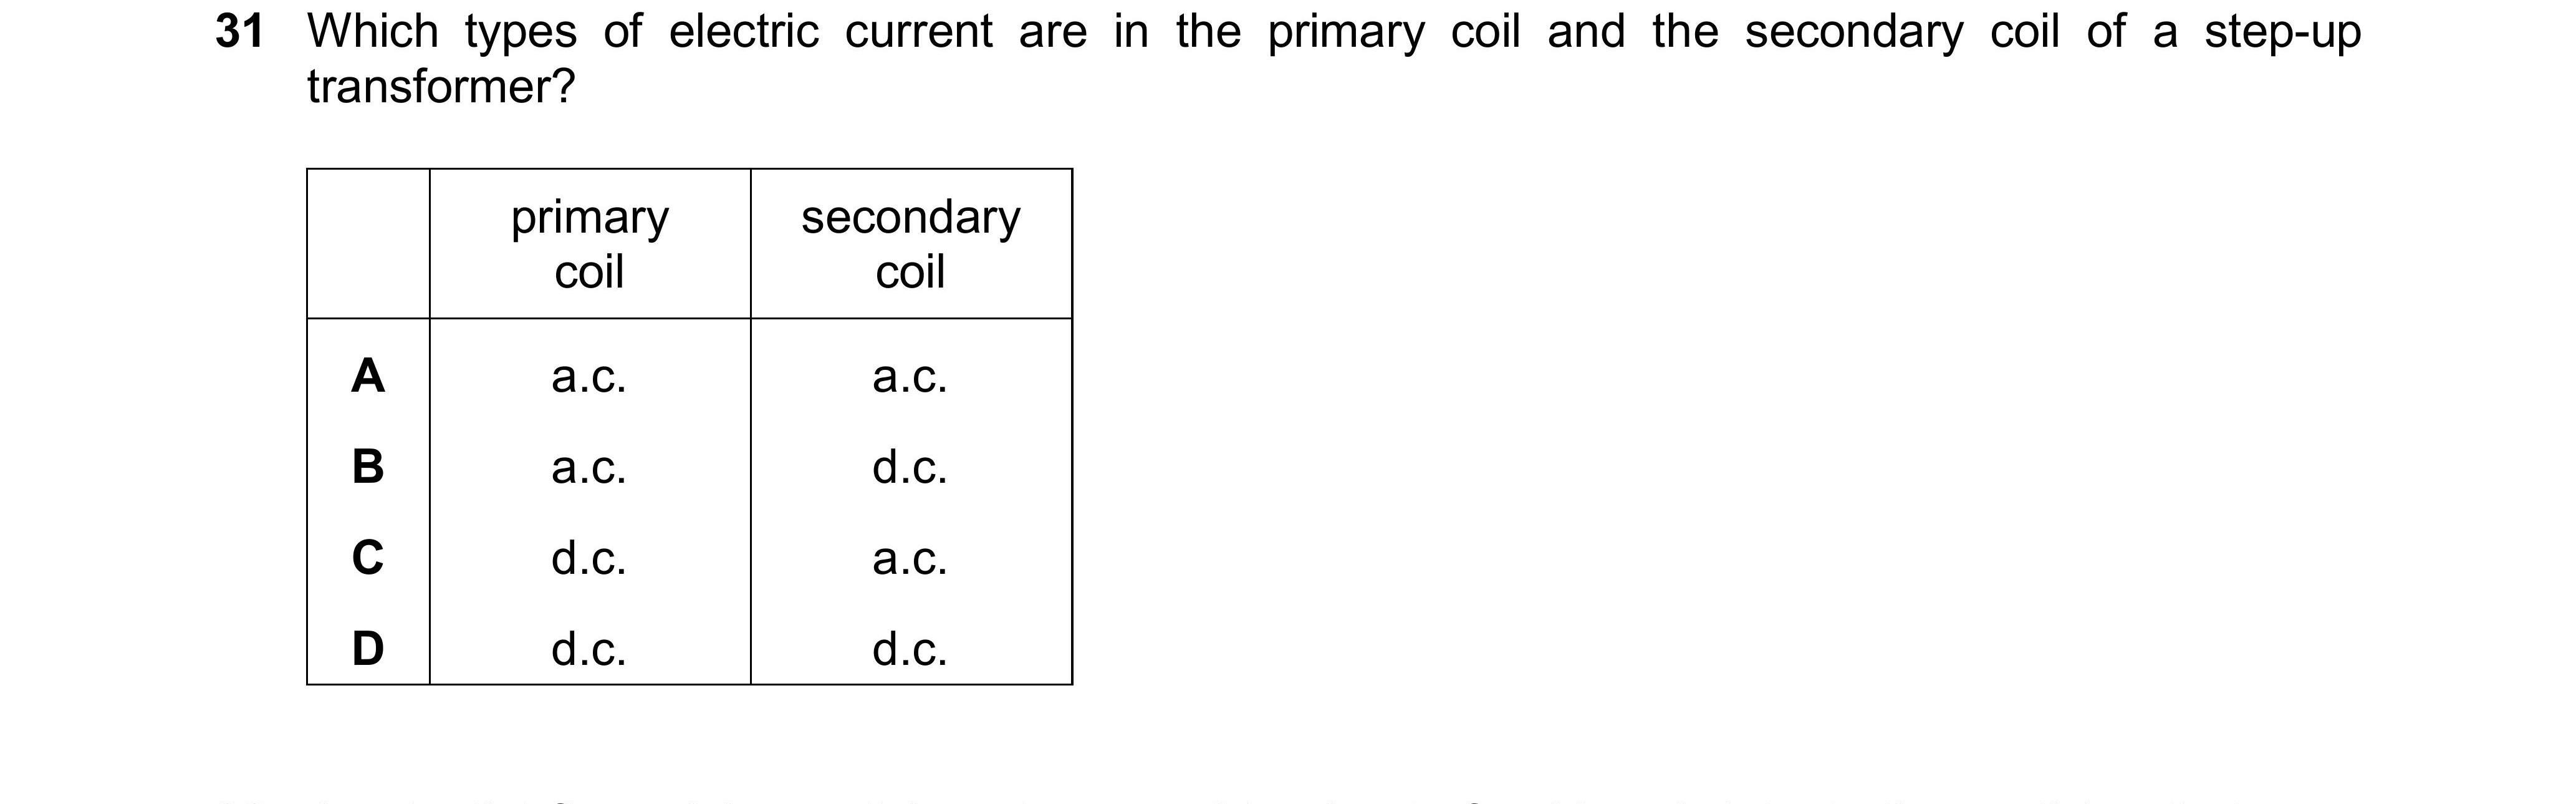 31 Which types of electric current are in the primary coil and the secondary coil of a step-up
transformer?
primary
coil
secondary
coil
A a.c. a.c.
B a.c. d.c.
C d.c. a.c.
D d.c. d.c.